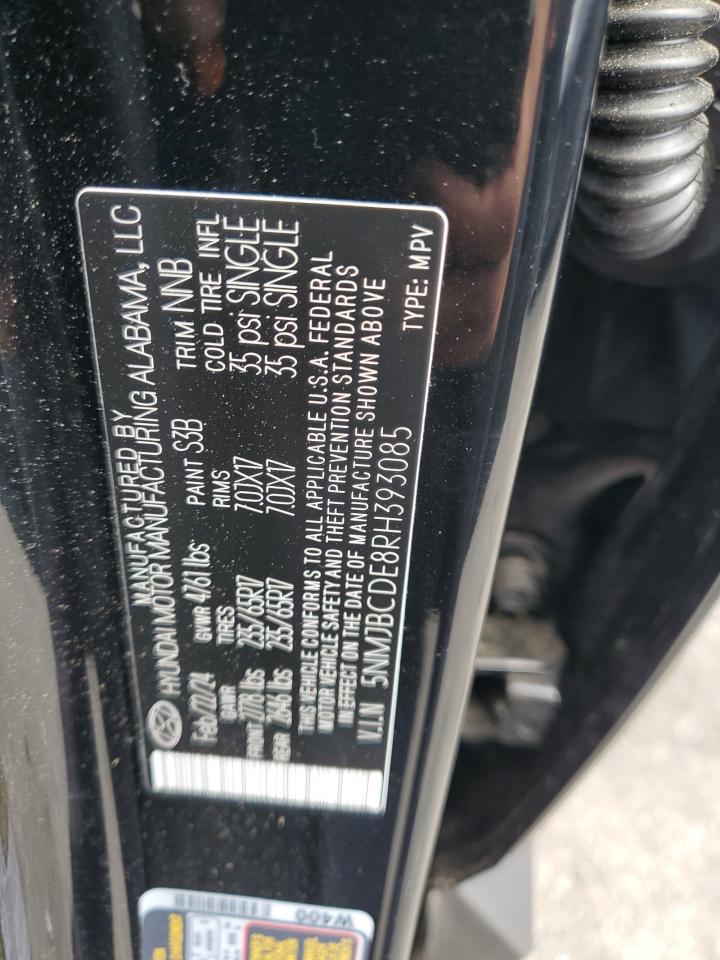 MANUFACTURED BY
HYUNDAI MOTOR MANUFACTURING ALABAMA, LLC
Feb/27/24 GVWR 4761 lbs PAINT S3B TRIM NNB
GAWR TIRES RIMS COLD TIRE INFL
FRONT 2778 lbs 235/65R17 7.0JX17 35 psi SINGLE
REAR 2646 lbs 235/65R17 7.0JX17 35 psi SINGLE
THIS VEHICLE CONFORMS TO ALL APPLICABLE U.S.A. FEDERAL
MOTOR VEHICLE SAFETY AND THEFT PREVENTION STANDARDS
IN EFFECT ON THE DATE OF MANUFACTURE SHOWN ABOVE
V.I.N 5NMJBCDE8RH393085
TYPE: MPV
W400